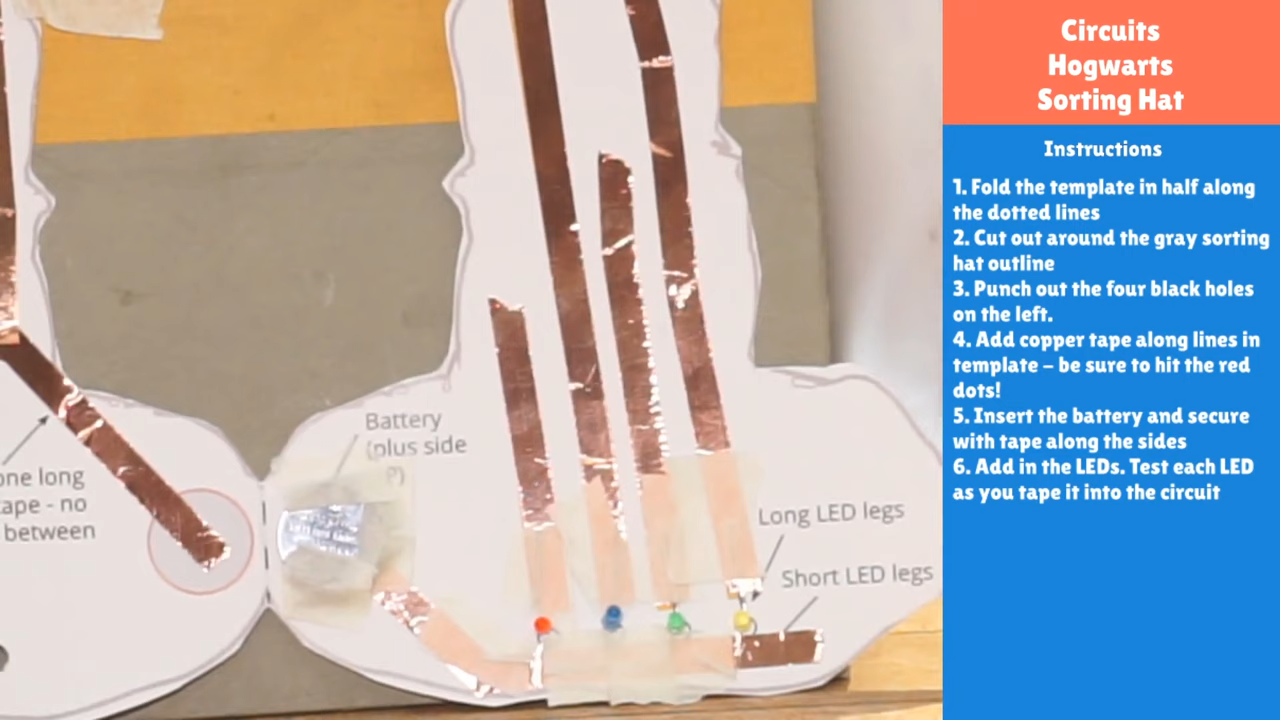 Circuits
Hogwarts
Sorting Hat
Instructions
1. Fold the template in half along
the dotted lines
2. Cut out around the gray sorting
hat outline
3. Punch out the four black holes
on the left.
4. Add copper tape along lines in
template – be sure to hit the red
dots!
5. Insert the battery and secure
with tape along the sides
6. Add in the LEDs. Test each LED
as you tape it into the circuit
Battery
(plus side
?)
one long
tape - no
between
Long LED legs
Short LED legs